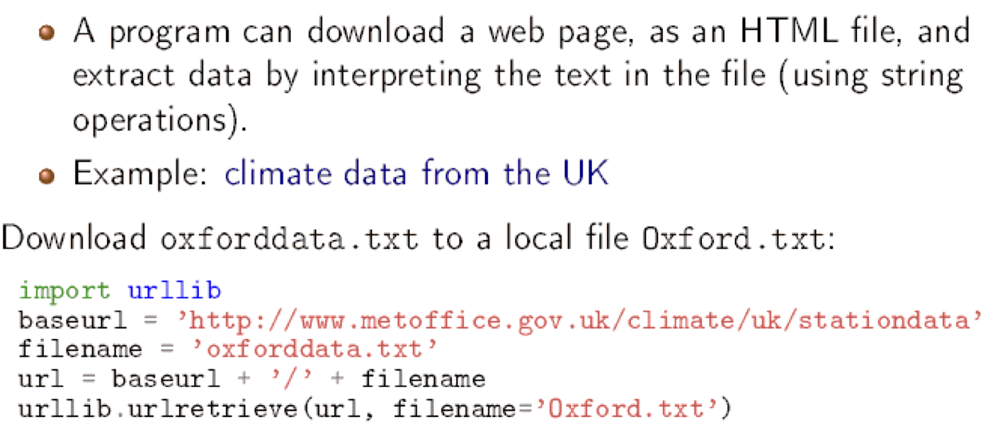 A program can download a web page, as an HTML file, and
extract data by interpreting the text in the file (using string
operations).
Example: climate data from the UK
Download oxforddata.txt to a local file Oxford.txt:
import urllib
baseurl = 'http://www.metoffice.gov.uk/climate/uk/stationdata'
filename = 'oxforddata.txt'
url = baseurl + '/' + filename
urllib.urlretrieve(url, filename='Oxford.txt')